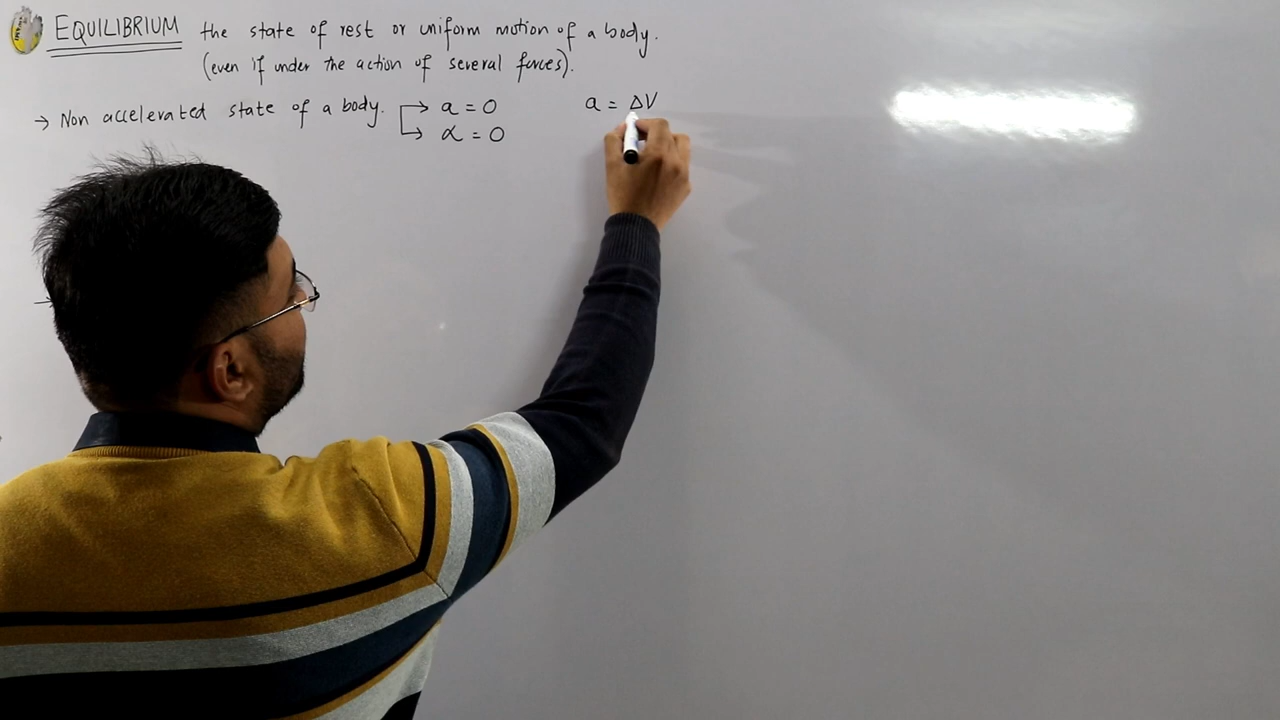 EQUILIBRIUM the state of rest or uniform motion of a body.
(even if under the action of several forces).
→ Non accelerated state of a body. → a = 0
→ α = 0
a = ΔV